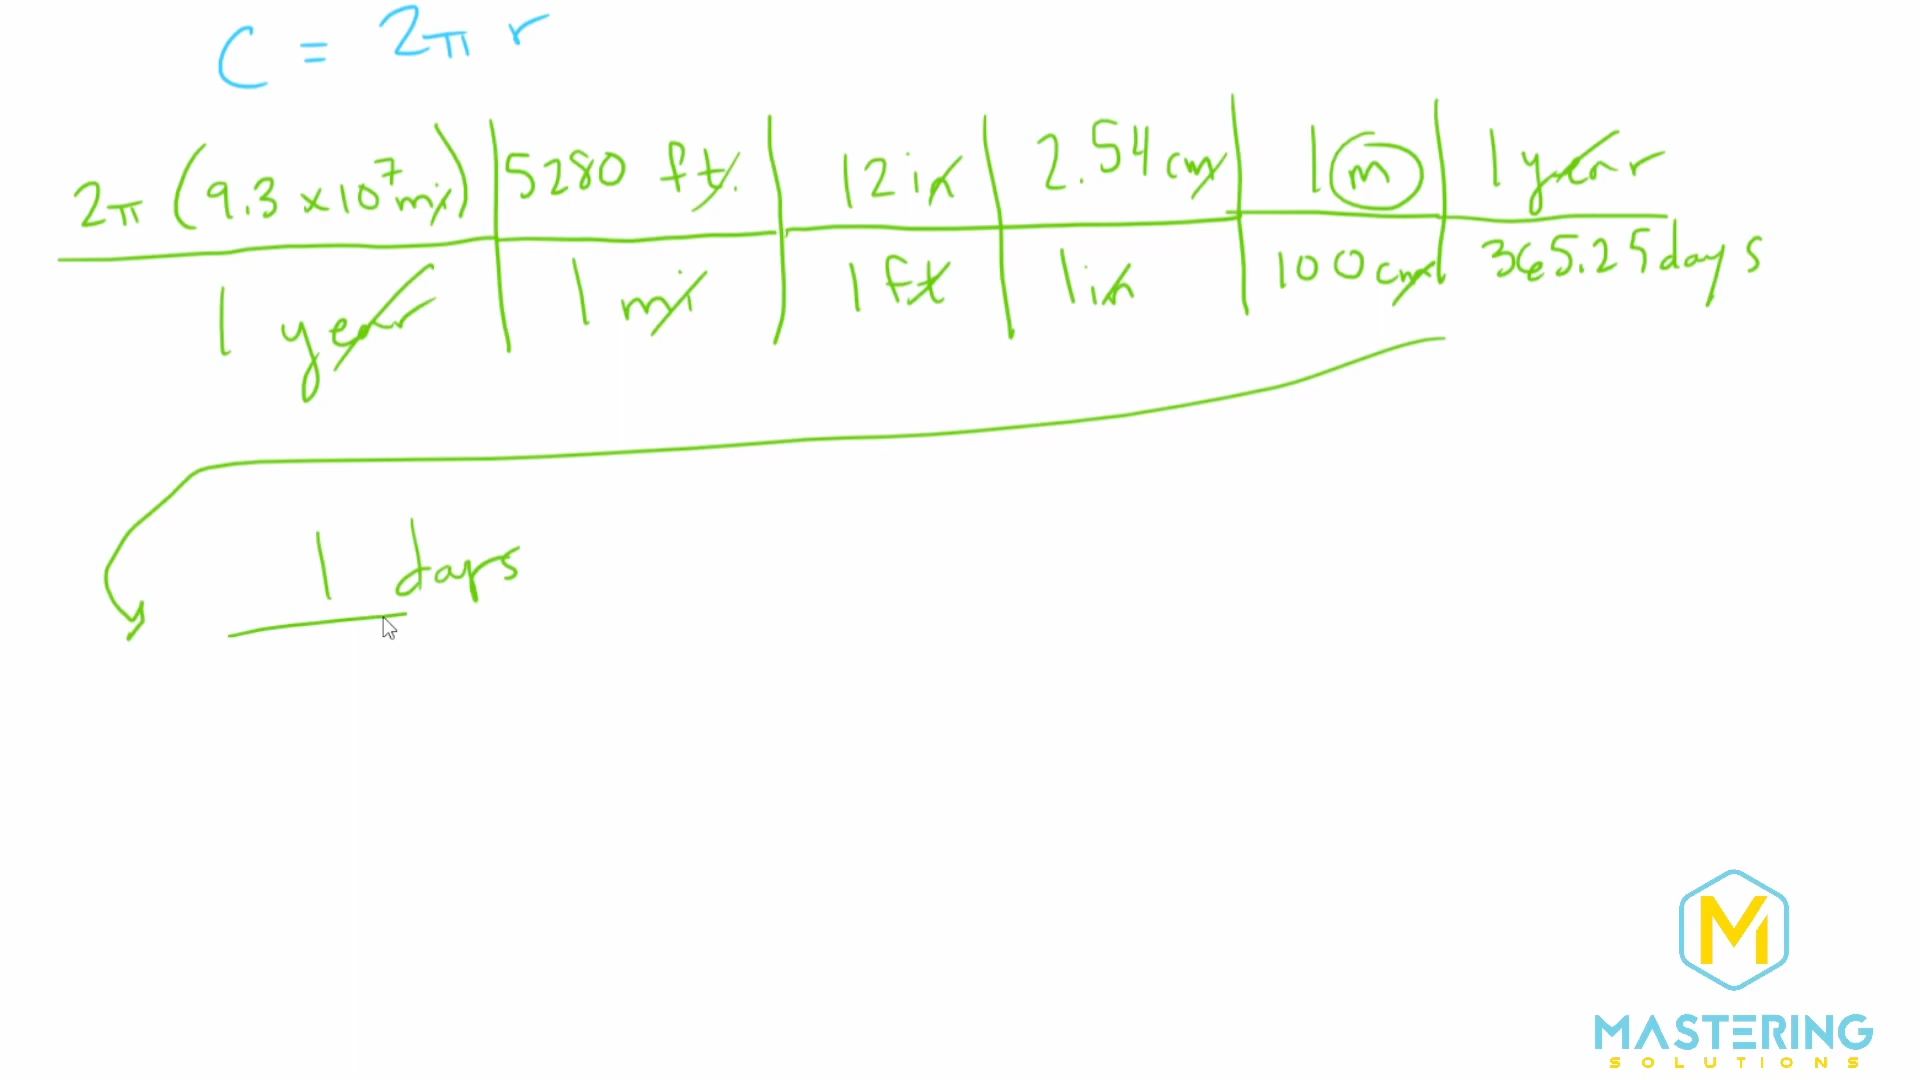 C = 2π r
2π (9.3 x10⁷ mi) | 5280 ft. | 12 in | 2.54 cm | 1 m | 1 year
1 year | 1 mi | 1 ft | 1 in | 100 cm | 365.25 days
1 days
M
MASTERING
SOLUTIONS